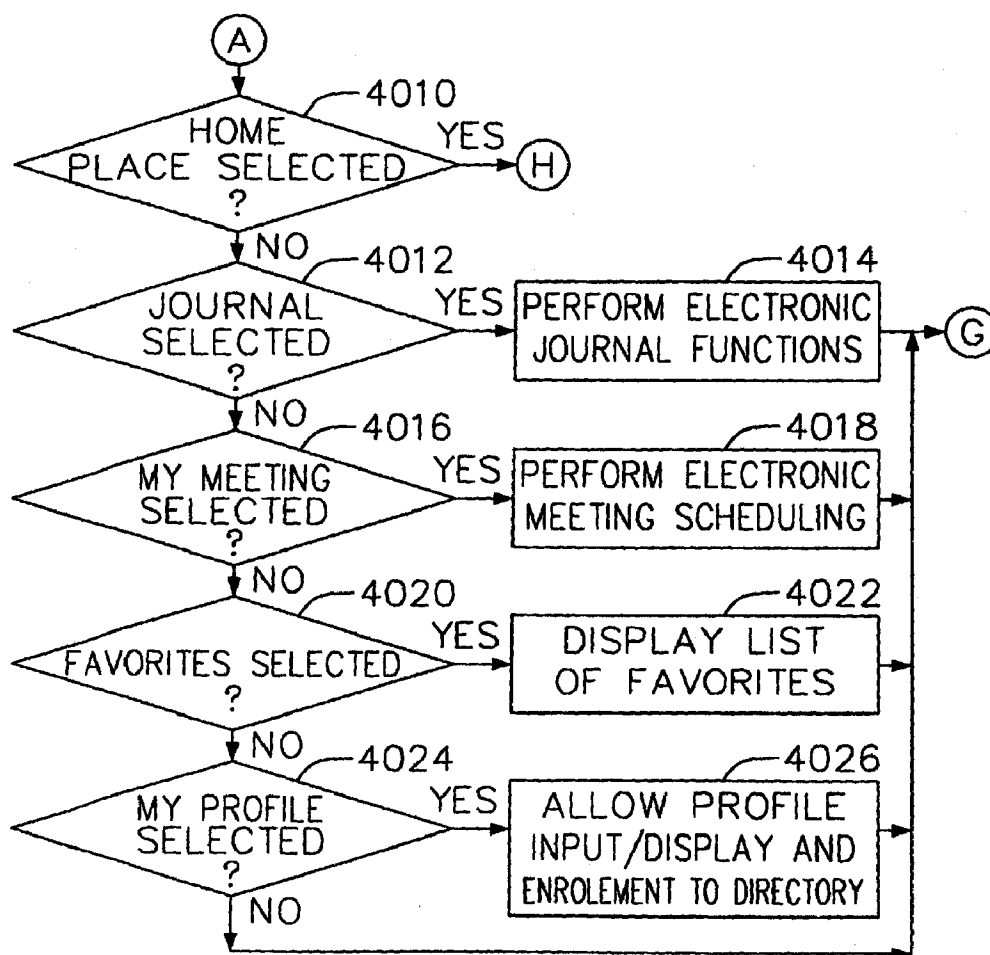 A
4010
HOME
PLACE SELECTED
?
YES
H
NO
4012
JOURNAL
SELECTED
?
YES
4014
PERFORM ELECTRONIC
JOURNAL FUNCTIONS
G
NO
4016
MY MEETING
SELECTED
?
YES
4018
PERFORM ELECTRONIC
MEETING SCHEDULING
NO
4020
FAVORITES SELECTED
?
YES
4022
DISPLAY LIST
OF FAVORITES
NO
4024
MY PROFILE
SELECTED
?
YES
4026
ALLOW PROFILE
INPUT/DISPLAY AND
ENROLEMENT TO DIRECTORY
NO